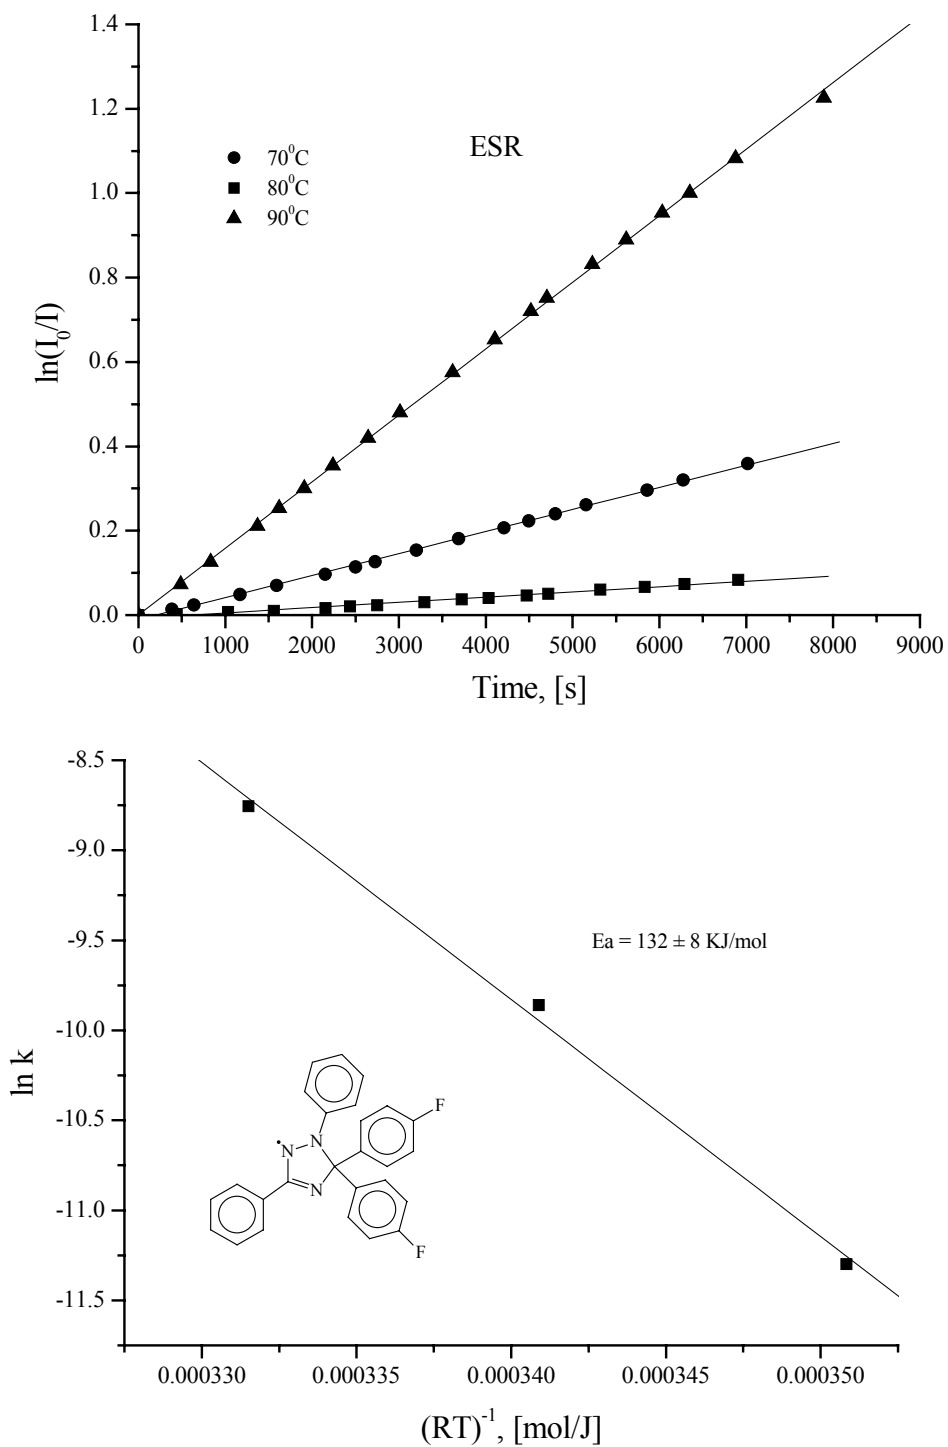 1.4
1.2
1.0
0.8
0.6
0.4
0.2
0.0
ln(I₀/I)
ESR
70⁰C
80⁰C
90⁰C
0 1000 2000 3000 4000 5000 6000 7000 8000 9000
Time, [s]
-8.5
-9.0
-9.5
-10.0
-10.5
-11.0
-11.5
ln k
Ea = 132 ± 8 KJ/mol
F
N
N
N
F
0.000330 0.000335 0.000340 0.000345 0.000350
(RT)⁻¹, [mol/J]